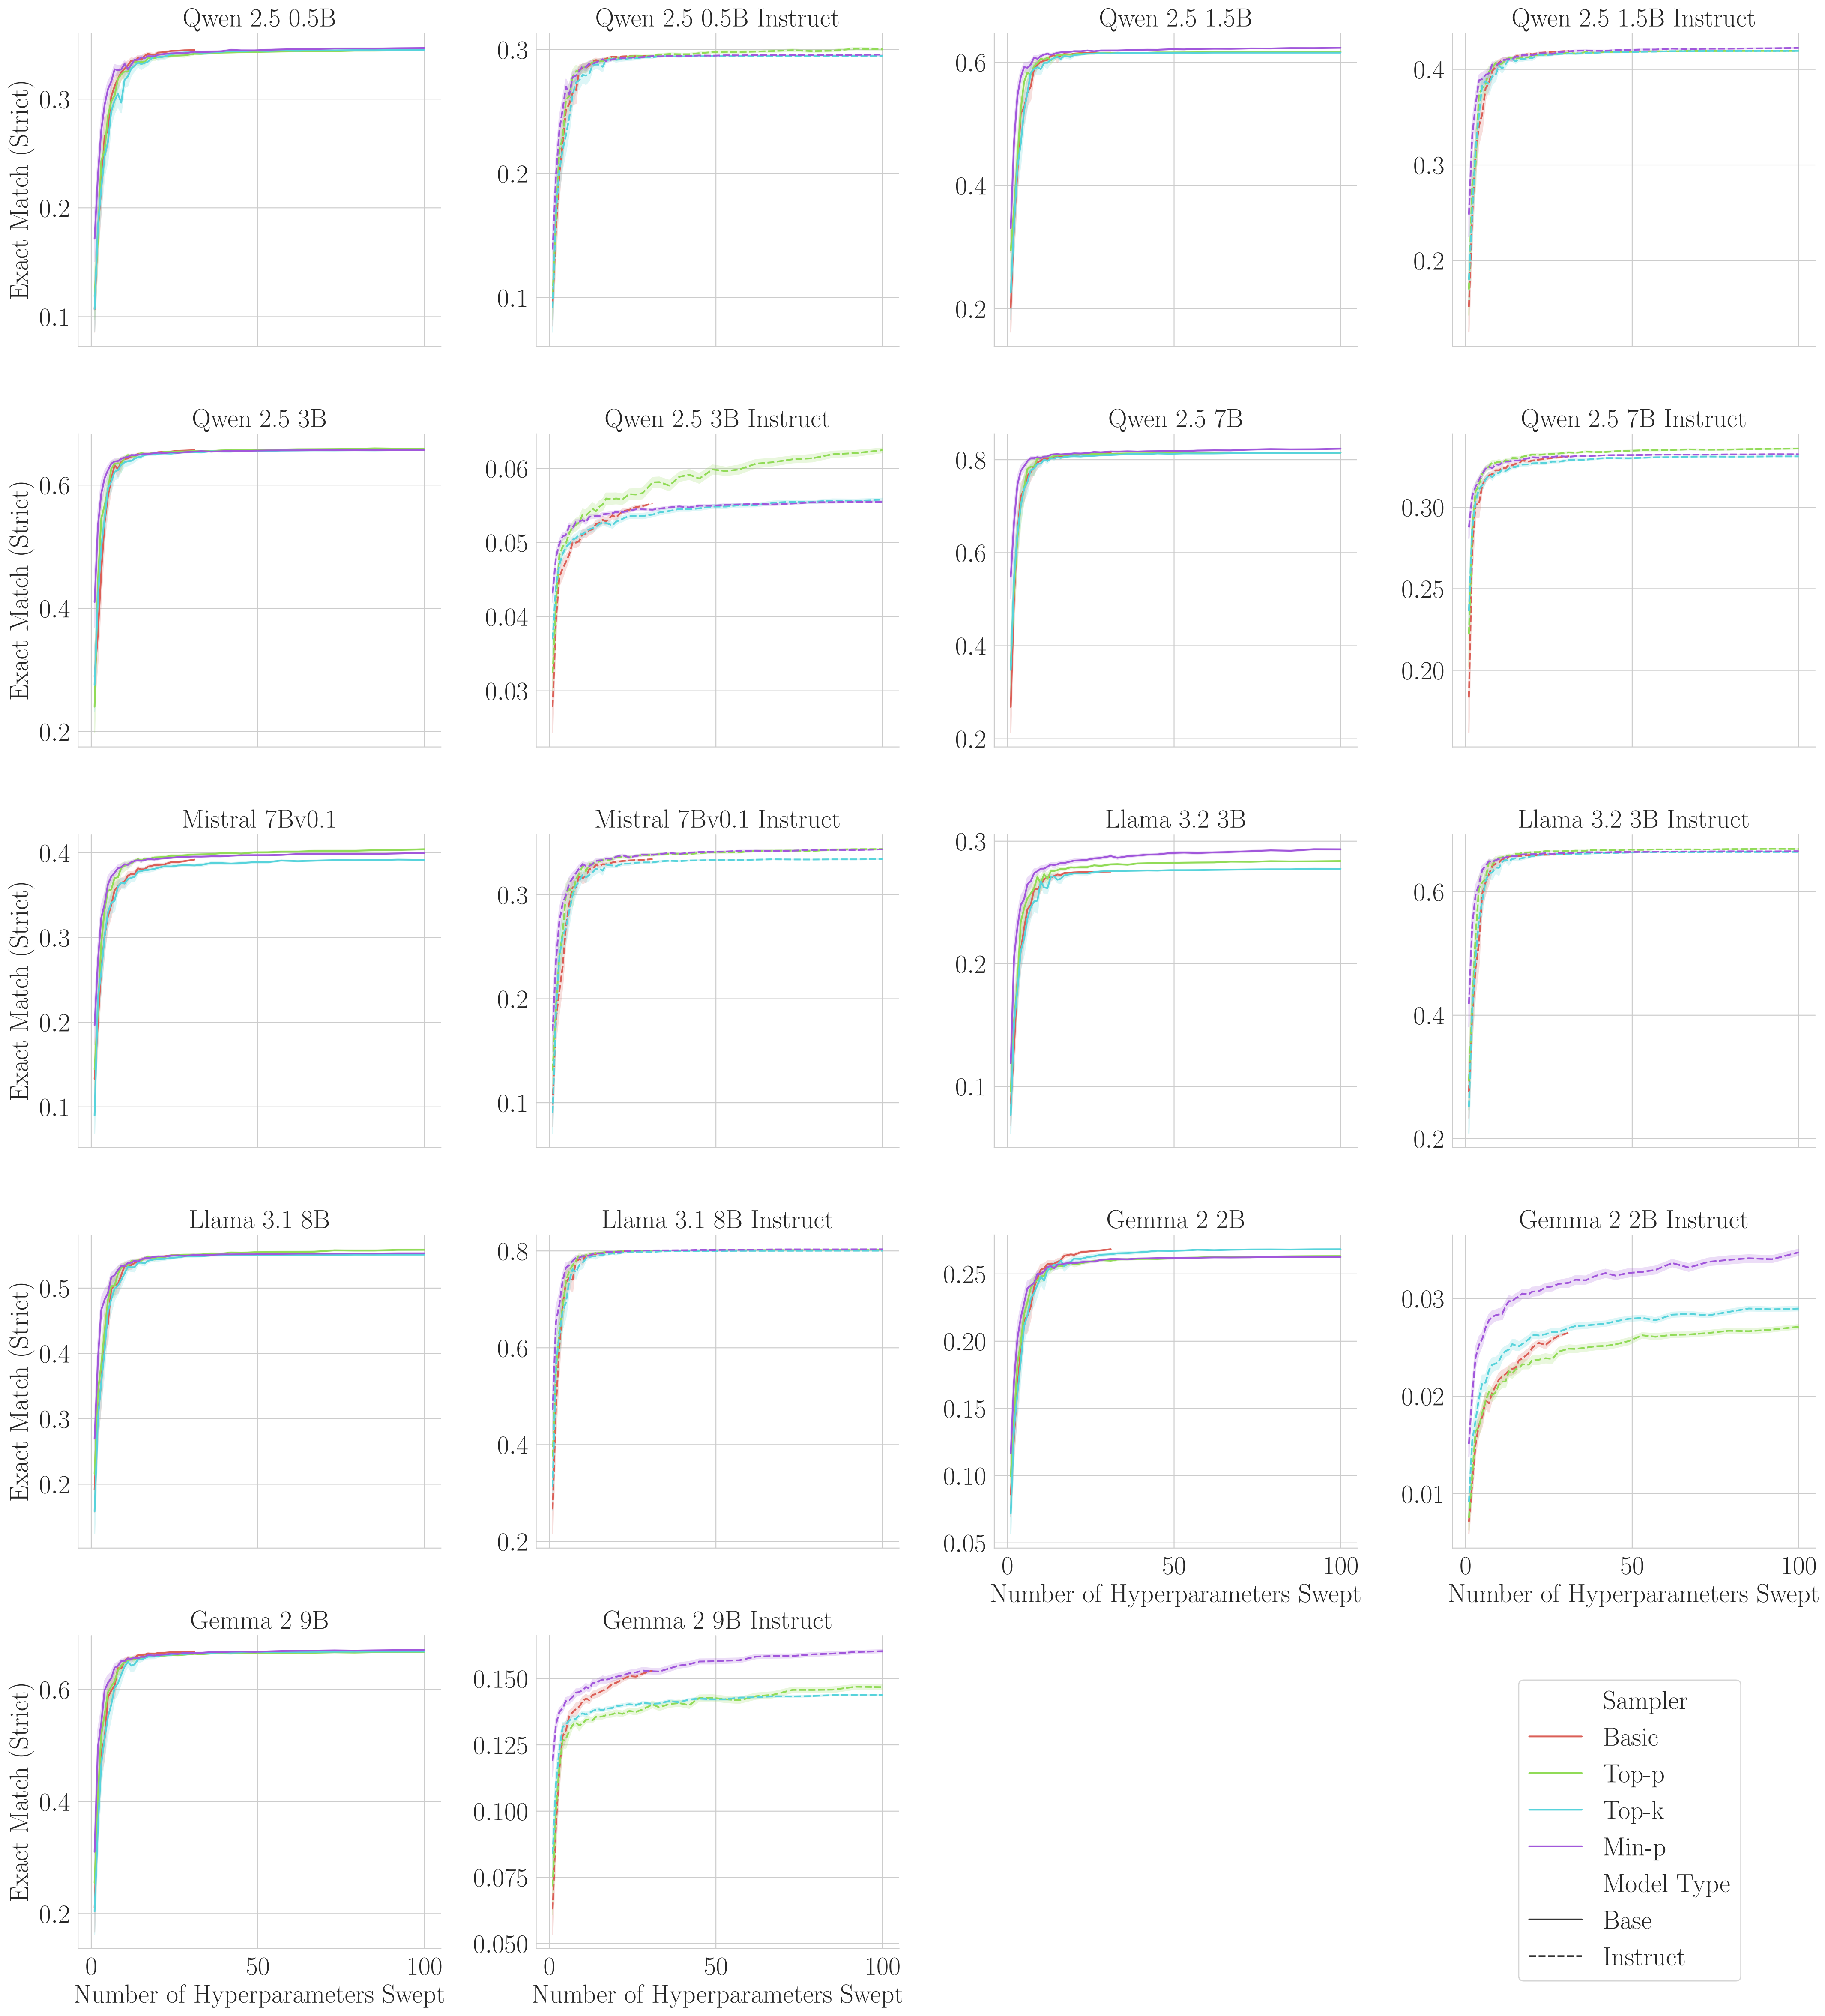 Qwen 2.5 0.5B
Qwen 2.5 0.5B Instruct
Qwen 2.5 1.5B
Qwen 2.5 1.5B Instruct
Exact Match (Strict)
0.3
0.2
0.1
0.3
0.2
0.1
0.6
0.4
0.2
0.4
0.3
0.2
Qwen 2.5 3B
Qwen 2.5 3B Instruct
Qwen 2.5 7B
Qwen 2.5 7B Instruct
Exact Match (Strict)
0.6
0.4
0.2
0.06
0.05
0.04
0.03
0.8
0.6
0.4
0.2
0.30
0.25
0.20
Mistral 7Bv0.1
Mistral 7Bv0.1 Instruct
Llama 3.2 3B
Llama 3.2 3B Instruct
Exact Match (Strict)
0.4
0.3
0.2
0.1
0.3
0.2
0.1
0.3
0.2
0.1
0.6
0.4
0.2
Llama 3.1 8B
Llama 3.1 8B Instruct
Gemma 2 2B
Gemma 2 2B Instruct
Exact Match (Strict)
0.5
0.4
0.3
0.2
0.8
0.6
0.4
0.2
0.25
0.20
0.15
0.10
0.05
0 50 100
Number of Hyperparameters Swept
0.03
0.02
0.01
0 50 100
Number of Hyperparameters Swept
Gemma 2 9B
Gemma 2 9B Instruct
Exact Match (Strict)
0.6
0.4
0.2
0 50 100
Number of Hyperparameters Swept
0.150
0.125
0.100
0.075
0.050
0 50 100
Number of Hyperparameters Swept
Sampler
Basic
Top-p
Top-k
Min-p
Model Type
Base
Instruct